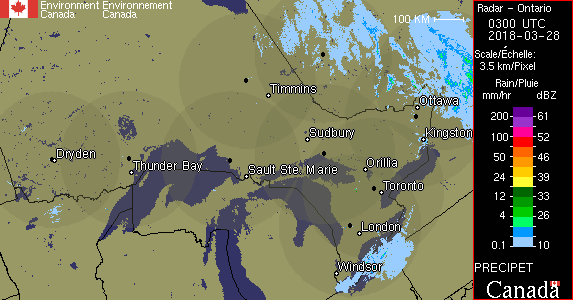 Environment Environnement
Canada Canada
100 KM
Timmins
Ottawa
Sudbury
Kingston
Dryden
Thunder Bay
Sault Ste. Marie
Orillia
Toronto
London
Windsor
Radar - Ontario
0300 UTC
2018-03-28
Scale/Échelle:
3.5 km/Pixel
Rain/Pluie
mm/hr dBZ
200 61
100 52
50 46
24 39
12 33
4 26
0.1 10
PRECIPET
Canada